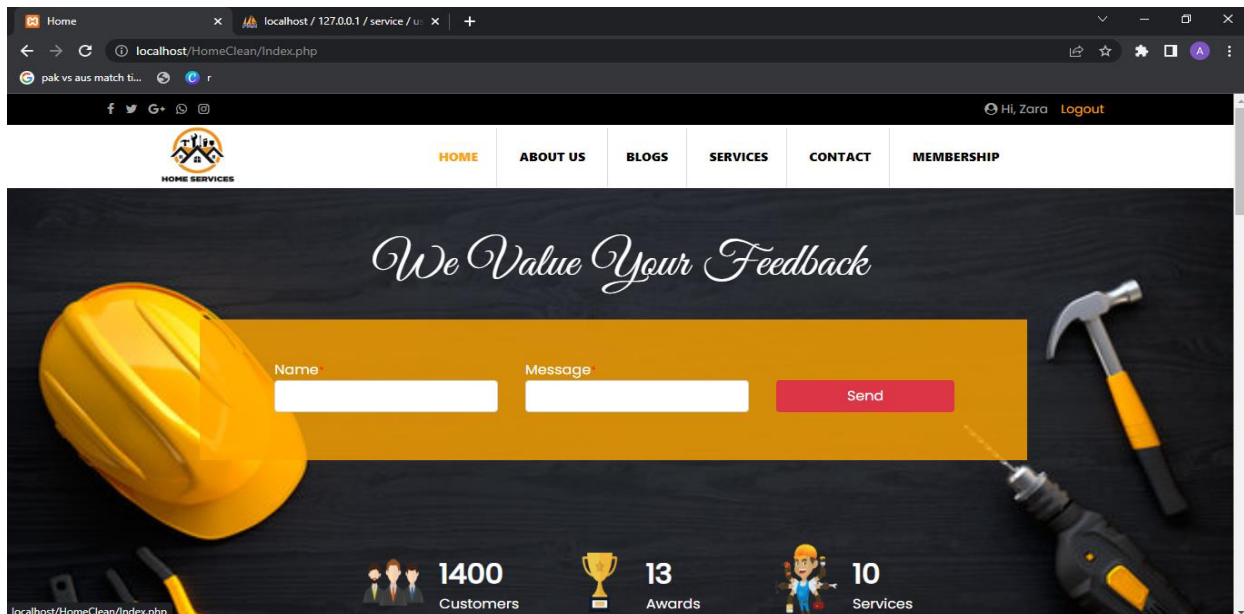 Home
localhost / 127.0.0.1 / service / us
localhost/HomeClean/Index.php
A
pak vs aus match ti...
r
G+
Hi, Zara Logout
HOME SERVICES
HOME ABOUT US BLOGS SERVICES CONTACT MEMBERSHIP
We Value Your Feedback
Name* Message*
Send
1400 13 10
Customers Awards Services
localhost/HomeClean/Index.php